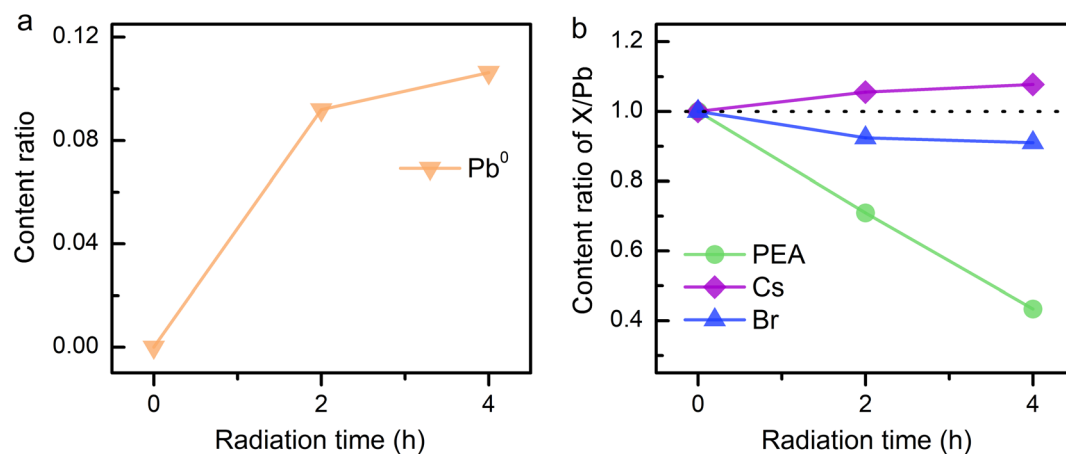 a
0.12
0.08
0.04
0.00
Content ratio
Pb⁰
0
2
4
Radiation time (h)
b
1.2
1.0
0.8
0.6
0.4
Content ratio of X/Pb
PEA
Cs
Br
0
2
4
Radiation time (h)